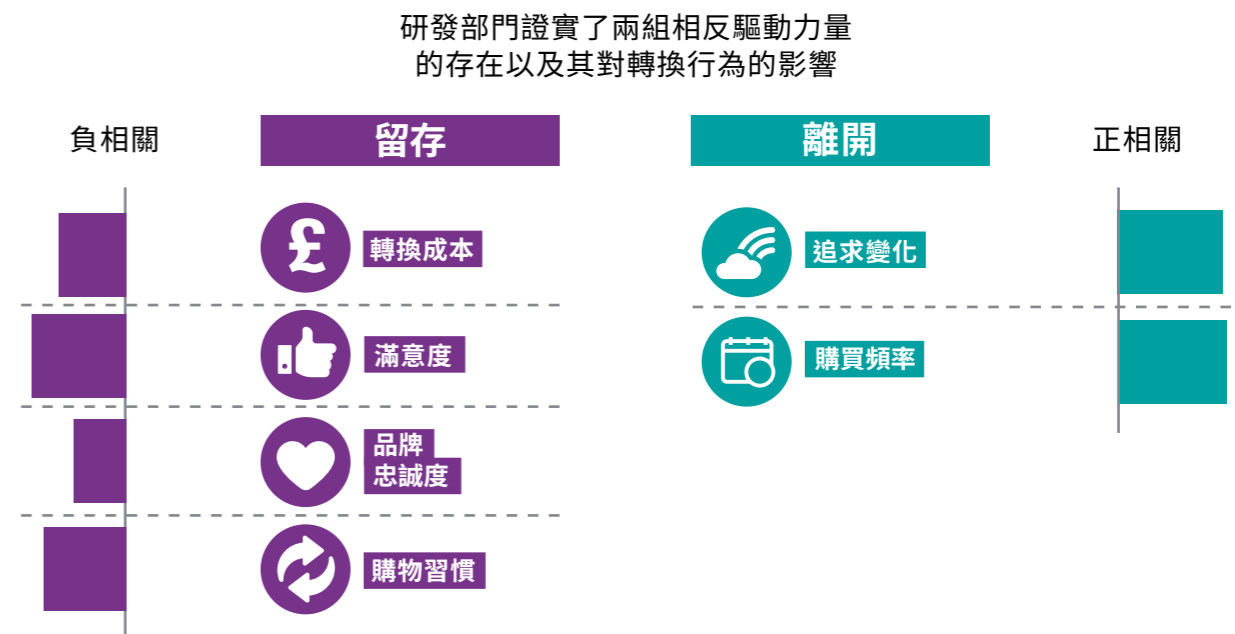 研發部門證實了兩組相反驅動力量
的存在以及其對轉換行為的影響
負相關
留存
離開
正相關
£
轉換成本
追求變化
滿意度
購買頻率
品牌
忠誠度
購物習慣